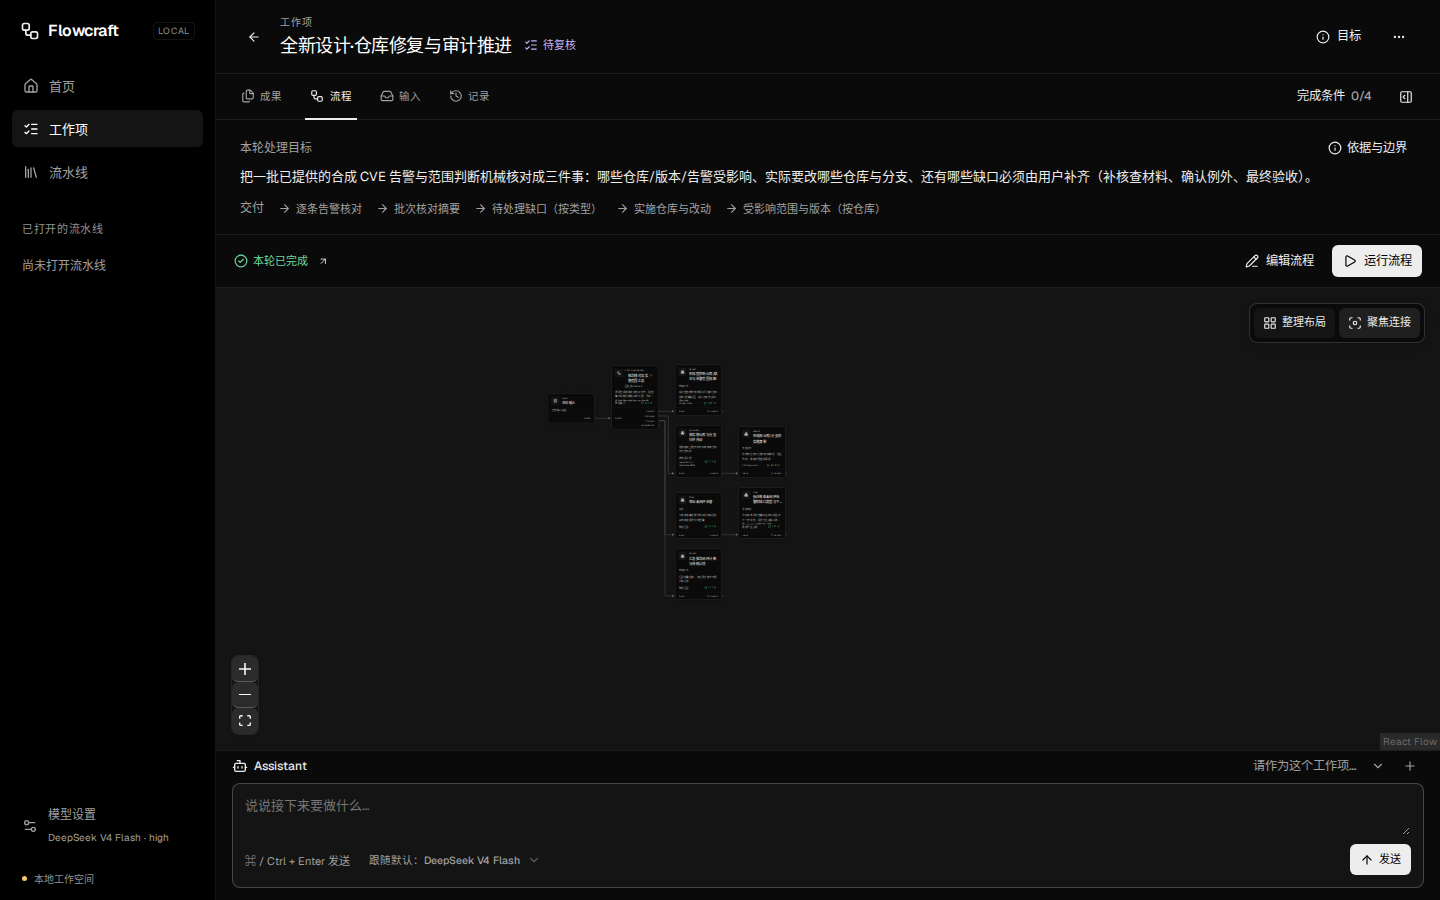 Flowcraft
LOCAL
首页
工作项
流水线
已打开的流水线
尚未打开流水线
模型设置
DeepSeek V4 Flash · high
本地工作空间
工作项
全新设计·仓库修复与审计推进
待复核
目标
成果
流程
输入
记录
完成条件 0/4
本轮处理目标
依据与边界
把一批已提供的合成 CVE 告警与范围判断机械核对成三件事：哪些仓库/版本/告警受影响、实际要改哪些仓库与分支、还有哪些缺口必须由用户补齐（补核查材料、确认例外、最终验收）。
交付 → 逐条告警核对 → 批次核对摘要 → 待处理缺口（按类型） → 实施仓库与改动 → 受影响范围与版本（按仓库）
本轮已完成
编辑流程
运行流程
整理布局
聚焦连接
React Flow
Assistant
请作为这个工作项...
说说接下来要做什么...
⌘ / Ctrl + Enter 发送
跟随默认：DeepSeek V4 Flash
发送